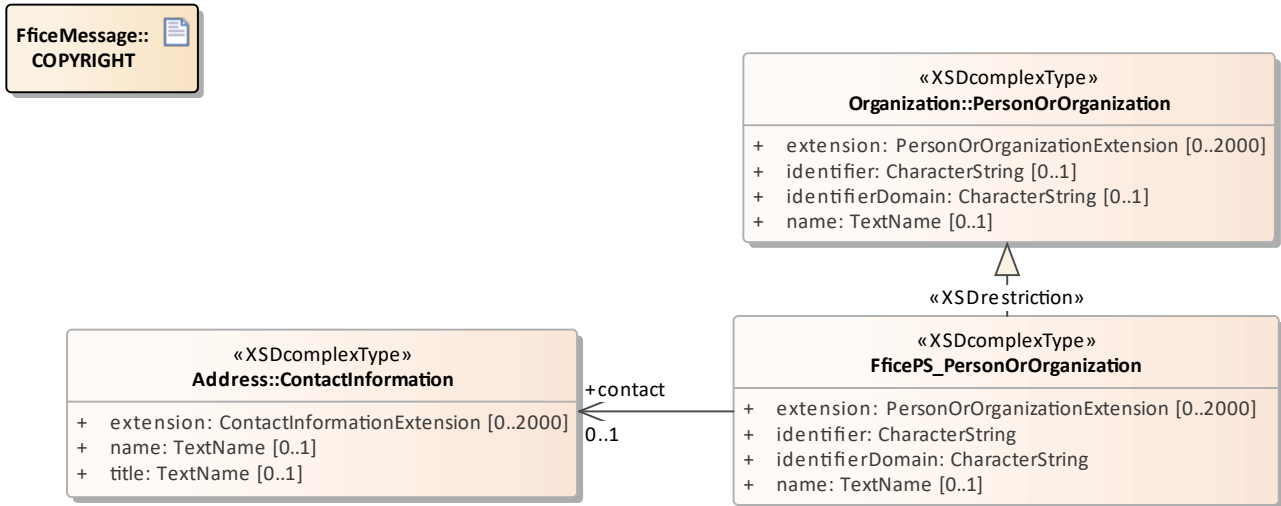 FficeMessage::
COPYRIGHT
«XSDcomplexType»
Organization::PersonOrOrganization
+ extension: PersonOrOrganizationExtension [0..2000]
+ identifier: CharacterString [0..1]
+ identifierDomain: CharacterString [0..1]
+ name: TextName [0..1]
«XSDrestriction»
«XSDcomplexType»
Address::ContactInformation
+ extension: ContactInformationExtension [0..2000]
+ name: TextName [0..1]
+ title: TextName [0..1]
+contact
0..1
«XSDcomplexType»
FficePS_PersonOrOrganization
+ extension: PersonOrOrganizationExtension [0..2000]
+ identifier: CharacterString
+ identifierDomain: CharacterString
+ name: TextName [0..1]